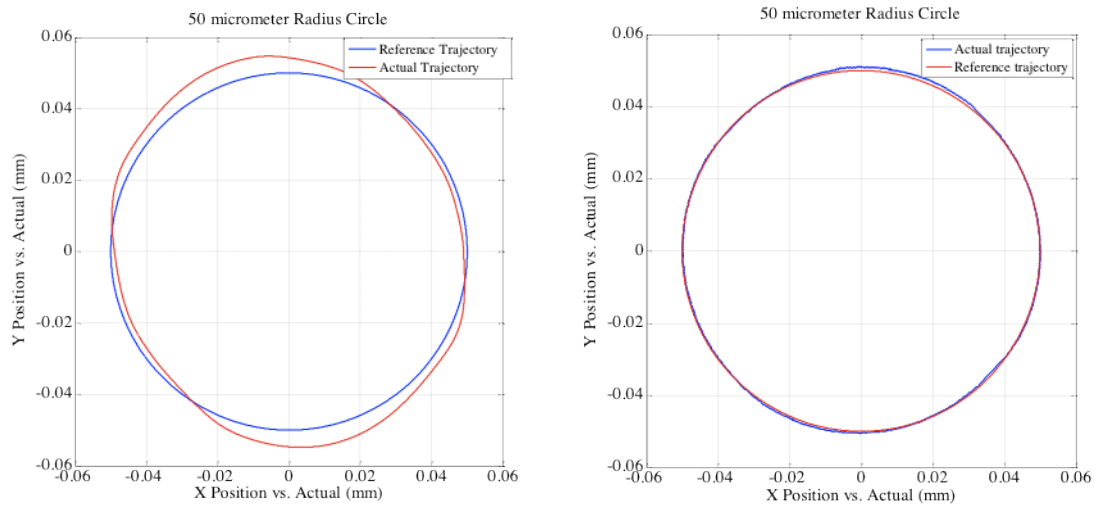 50 micrometer Radius Circle
0.06
0.04
0.02
0
-0.02
-0.04
-0.06
-0.06
-0.04
-0.02
0
0.02
0.04
0.06
X Position vs. Actual (mm)
Y Position vs. Actual (mm)
Reference Trajectory
Actual Trajectory
50 micrometer Radius Circle
0.06
0.04
0.02
0
-0.02
-0.04
-0.06
-0.06
-0.04
-0.02
0
0.02
0.04
0.06
X Position vs. Actual (mm)
Y Position vs. Actual (mm)
Actual trajectory
Reference trajectory